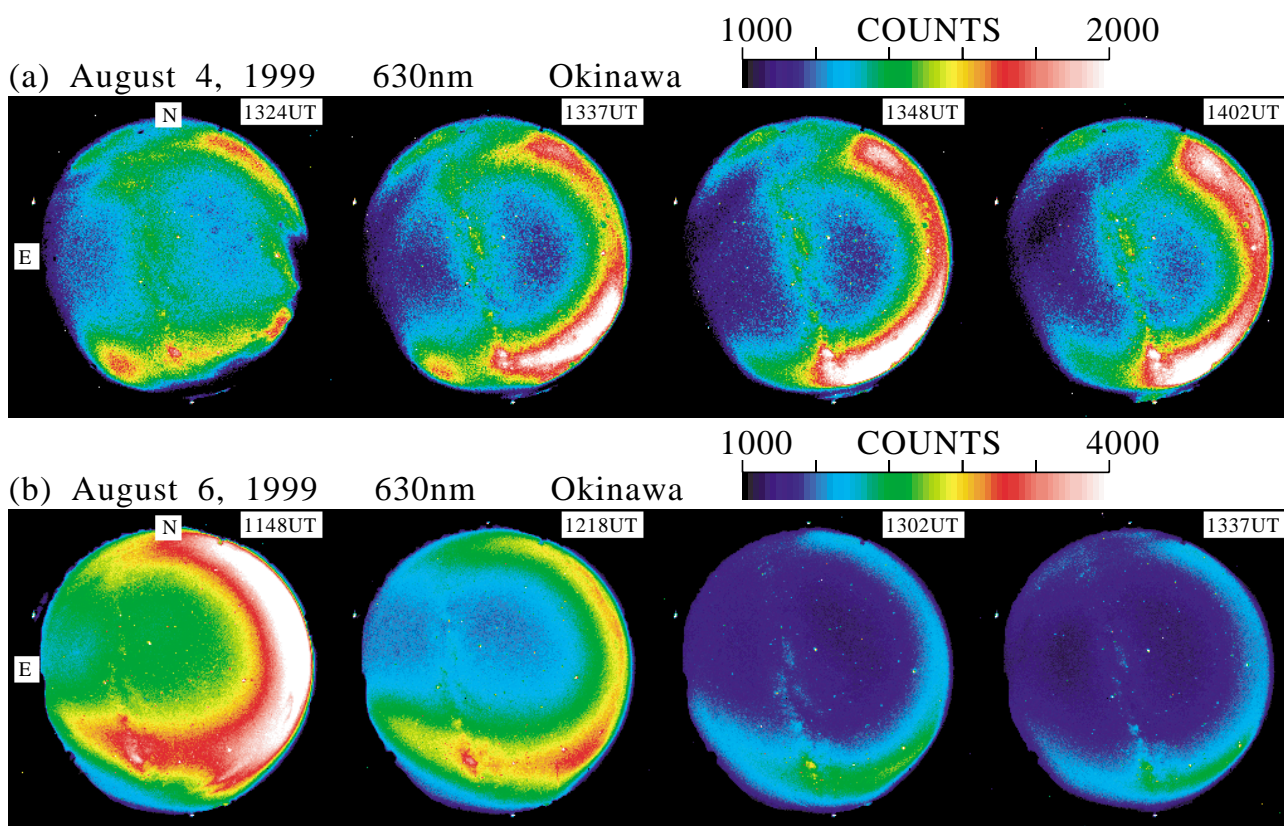 1000 COUNTS 2000
(a) August 4, 1999 630nm Okinawa
N 1324UT 1337UT 1348UT 1402UT
E
1000 COUNTS 4000
(b) August 6, 1999 630nm Okinawa
N 1148UT 1218UT 1302UT 1337UT
E